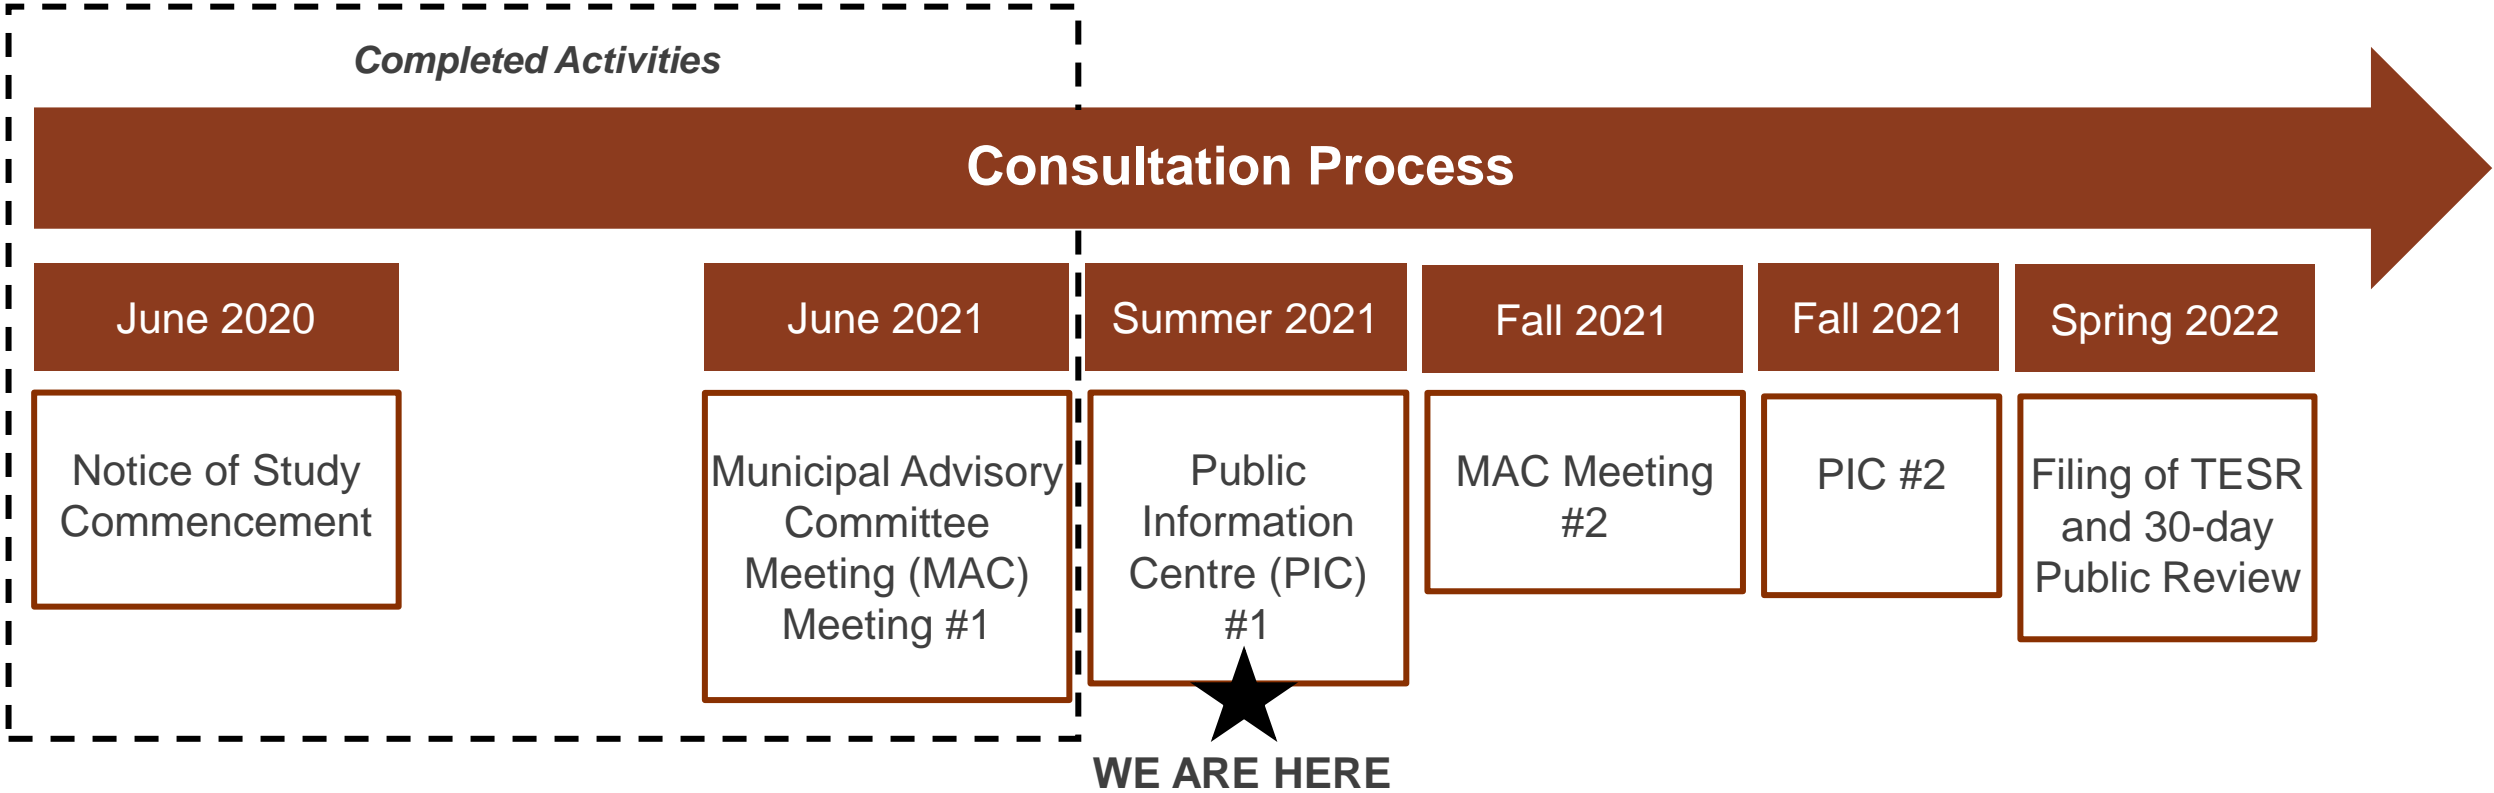 Completed Activities
Consultation Process
June 2020
Notice of Study
Commencement
June 2021
Municipal Advisory
Committee
Meeting (MAC)
Meeting #1
Summer 2021
Public
Information
Centre (PIC)
#1
WE ARE HERE
Fall 2021
MAC Meeting
#2
Fall 2021
PIC #2
Spring 2022
Filing of TESR
and 30-day
Public Review